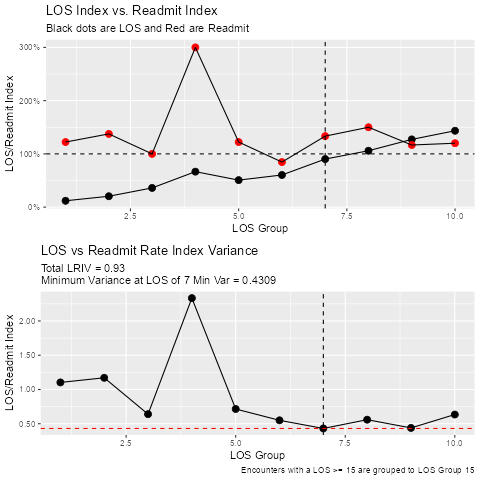 LOS Index vs. Readmit Index
Black dots are LOS and Red are Readmit
300%
200%
100%
0%
LOS/Readmit Index
2.5
5.0
7.5
10.0
LOS Group
LOS vs Readmit Rate Index Variance
Total LRIV = 0.93
Minimum Variance at LOS of 7 Min Var = 0.4309
2.00
1.50
1.00
0.50
LOS/Readmit Index
2.5
5.0
7.5
10.0
LOS Group
Encounters with a LOS >= 15 are grouped to LOS Group 15